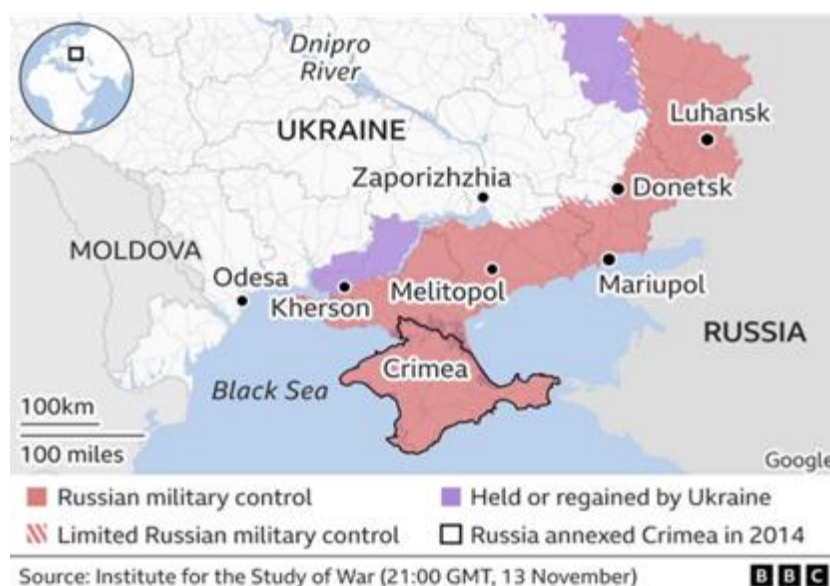 Dnipro
River
UKRAINE
Luhansk
Zaporizhzhia
Donetsk
MOLDOVA
Odesa
Kherson
Melitopol
Mariupol
RUSSIA
Crimea
Black Sea
100km
100 miles
Google
Russian military control
Held or regained by Ukraine
Limited Russian military control
Russia annexed Crimea in 2014
Source: Institute for the Study of War (21:00 GMT, 13 November)
BBC